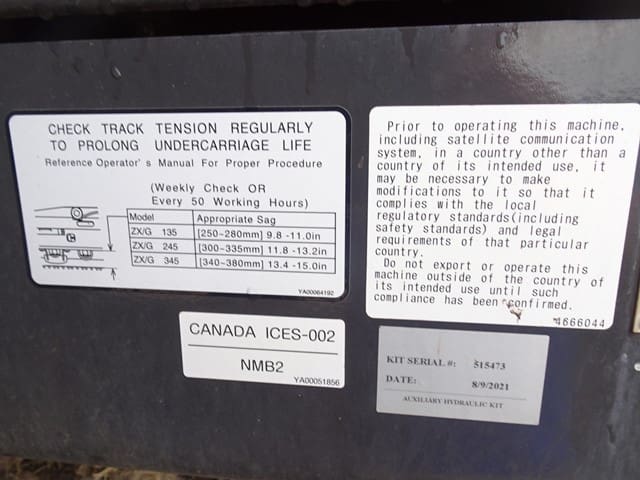 CHECK TRACK TENSION REGULARLY
TO PROLONG UNDERCARRIAGE LIFE
Reference Operator's Manual For Proper Procedure
(Weekly Check OR
Every 50 Working Hours)
Model Appropriate Sag
ZX/G 135 [250-280mm] 9.8 -11.0in
ZX/G 245 [300-335mm] 11.8 -13.2in
ZX/G 345 [340-380mm] 13.4 -15.0in
YA00064192
Prior to operating this machine,
including satellite communication
system, in a country other than a
country of its intended use, it
may be necessary to make
modifications to it so that it
complies with the local
regulatory standards(including
safety standards) and legal
requirements of that particular
country.
Do not export or operate this
machine outside of the country of
its intended use until such
compliance has been confirmed.
4666044
CANADA ICES-002
NMB2
YA00051856
KIT SERIAL #: 515473
DATE: 8/9/2021
AUXILIARY HYDRAULIC KIT